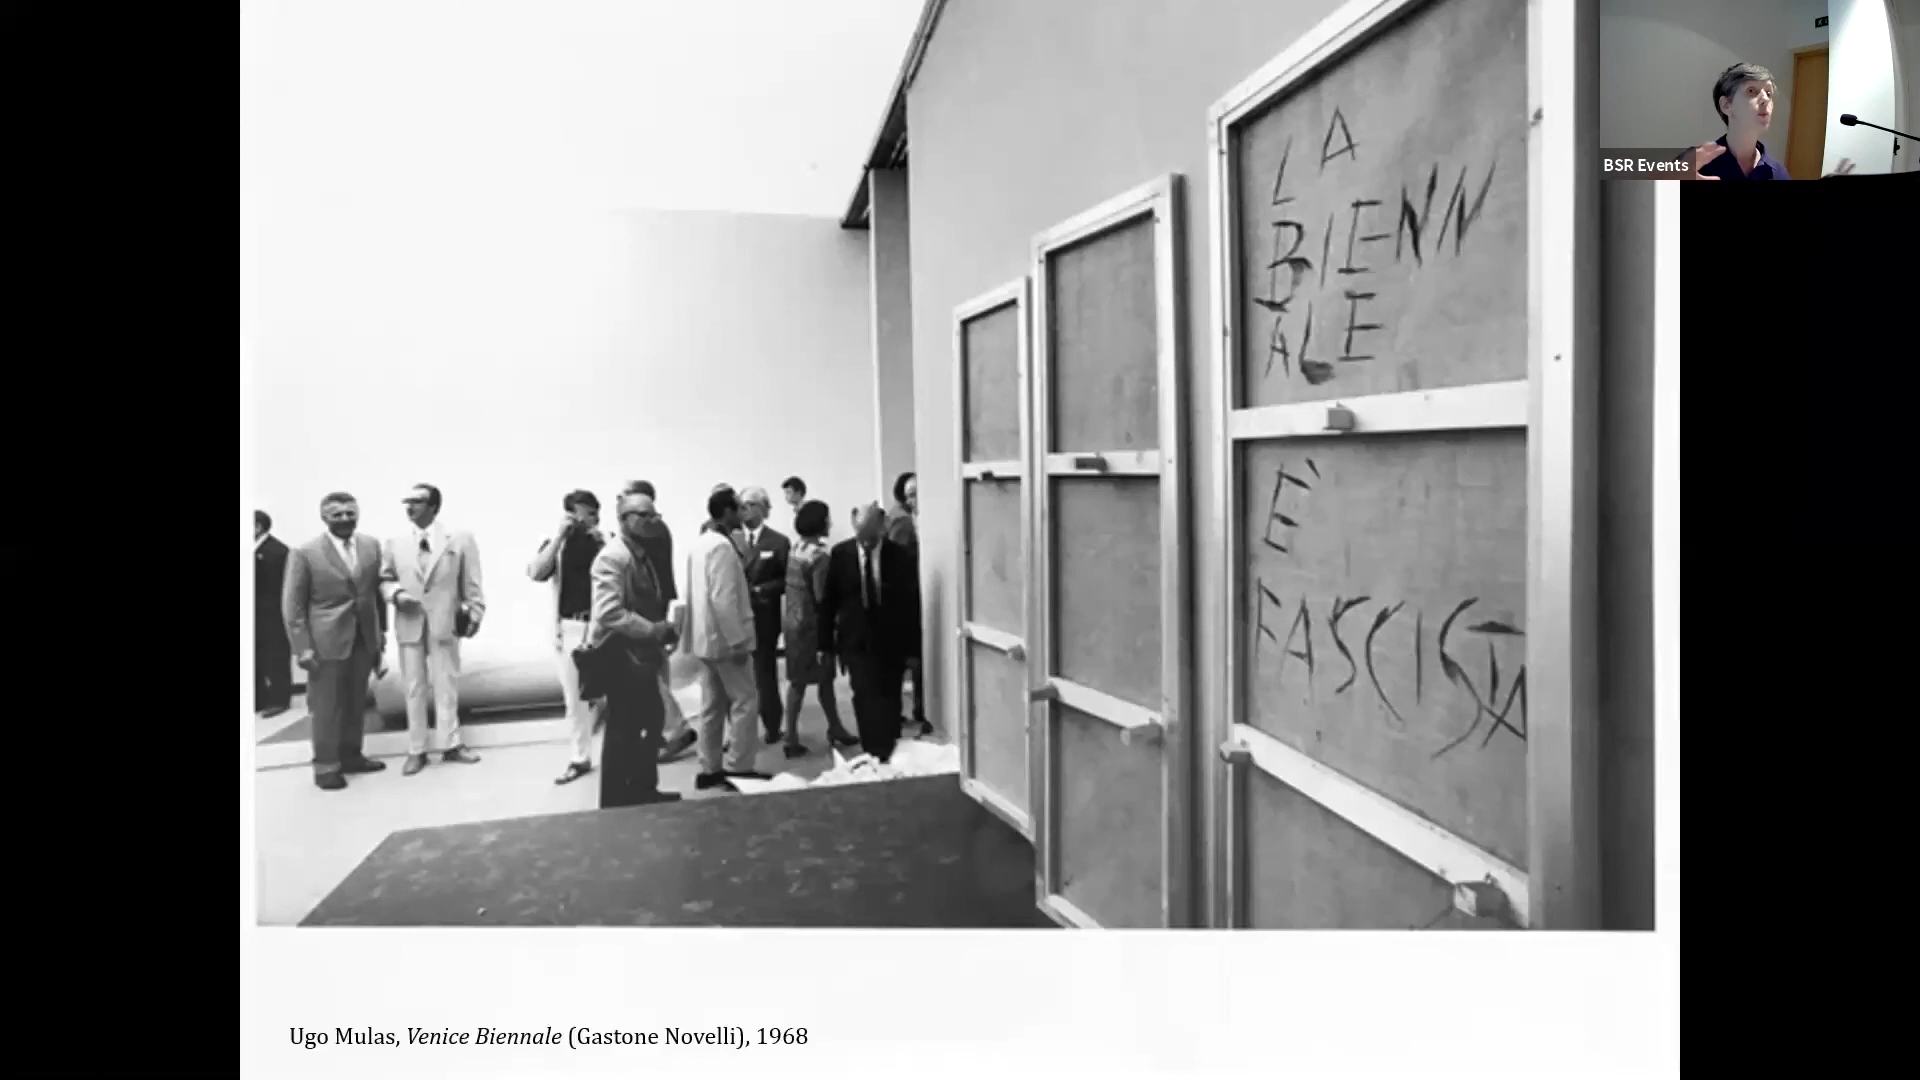 LA
BIENN
ALE
E'
FASCISTA
BSR Events
Ugo Mulas, Venice Biennale (Gastone Novelli), 1968